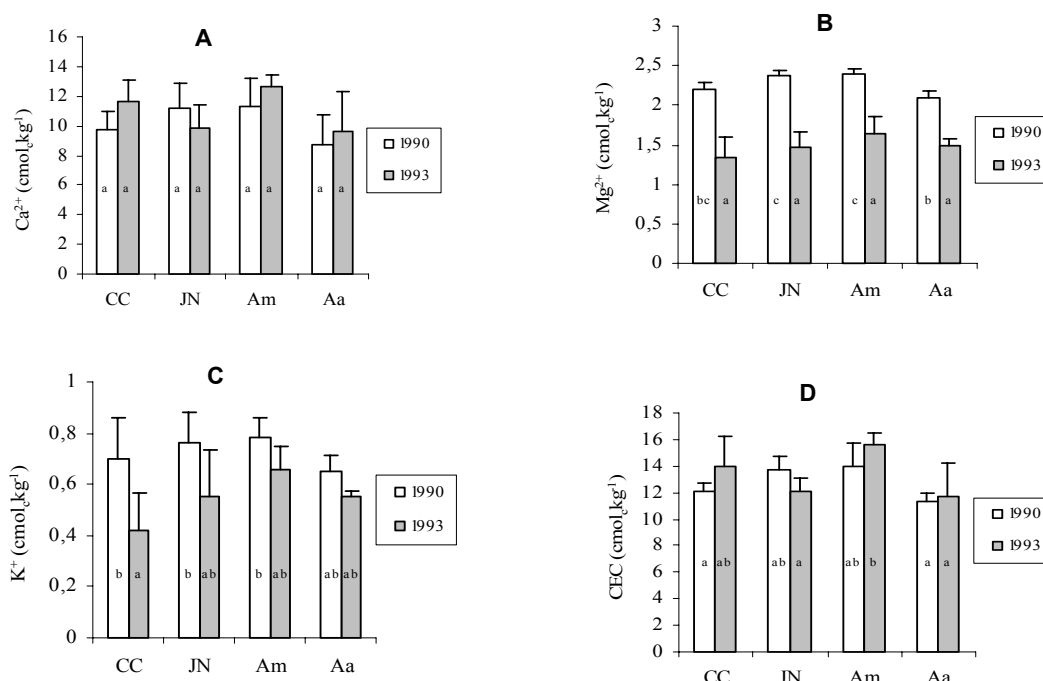 A
Ca²⁺ (cmol꜀kg⁻¹)
16
14
12
10
8
6
4
2
0
a a a a a a a a
CC JN Am Aa
1990
1993
B
Mg²⁺ (cmol꜀kg⁻¹)
3
2,5
2
1,5
1
0,5
0
bc a c a c a b a
CC JN Am Aa
1990
1993
C
K⁺ (cmol꜀kg⁻¹)
1
0,8
0,6
0,4
0,2
0
b a b ab b ab ab ab
CC JN Am Aa
1990
1993
D
CEC (cmol꜀kg⁻¹)
18
16
14
12
10
8
6
4
2
0
a ab ab a ab b a a
CC JN Am Aa
1990
1993